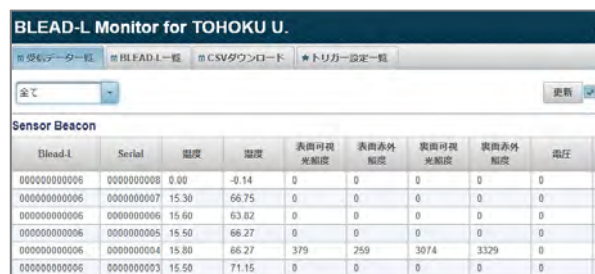 BLEAD-L Monitor for TOHOKU U.
受信データ一覧 BLEAD-L一覧 CSVダウンロード ★トリガー設定一覧
全て 更新
Sensor Beacon
Blead-L Serial 温度 湿度 表面可視光照度 表面赤外照度 裏面可視光照度 裏面赤外照度 電圧
000000000006 0000000008 0.00 -0.14 0 0 0 0 0
000000000006 0000000007 15.30 66.75 0 0 0 0 0
000000000006 0000000006 15.60 63.82 0 0 0 0 0
000000000006 0000000005 15.50 66.27 0 0 0 0 0
000000000006 0000000004 15.80 66.27 379 259 3074 3329 0
000000000006 0000000003 15.50 71.15 0 0 0 0 0